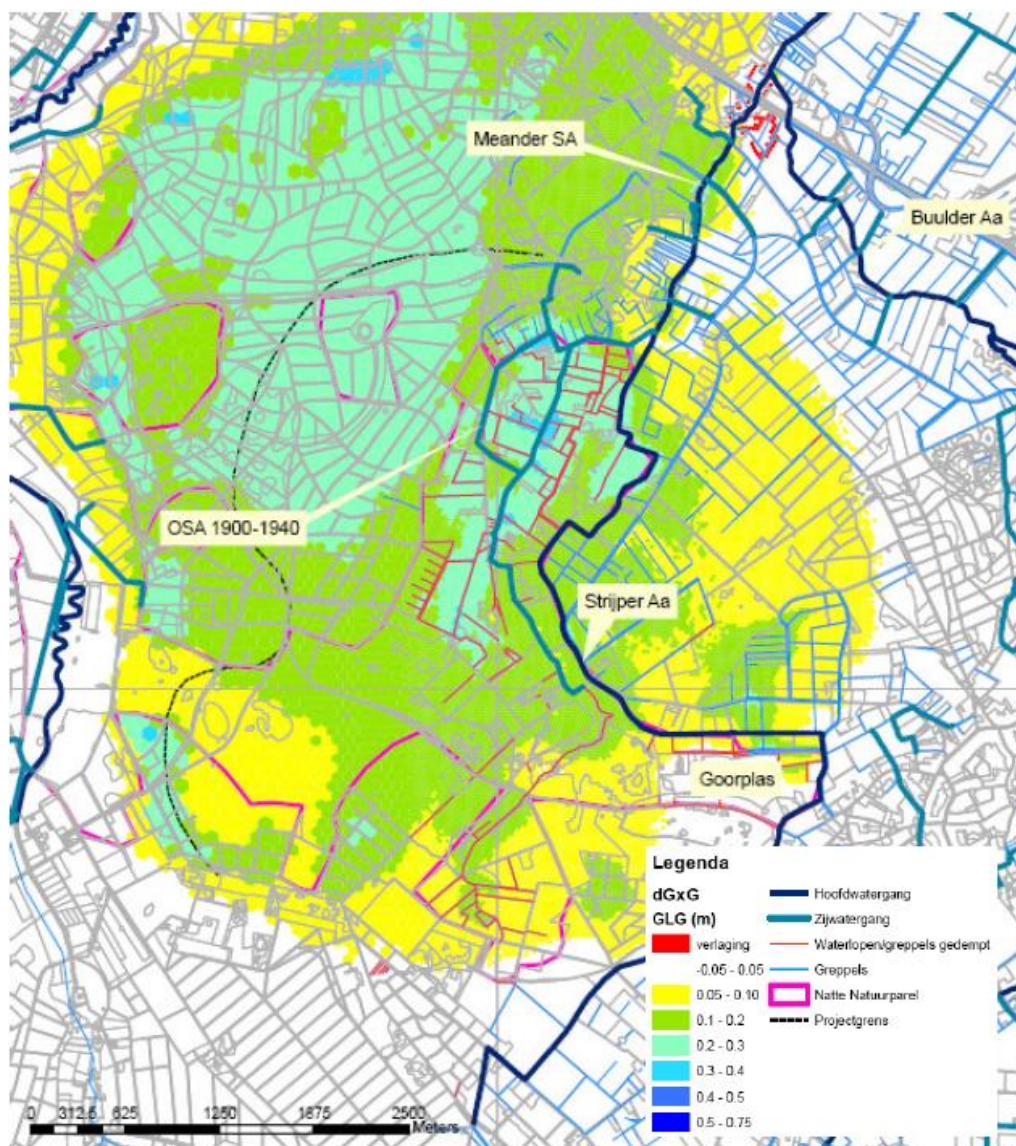 Meander SA
Buulder Aa
OSA 1900-1940
Strijper Aa
Goorplas
Legenda
dGxG
GLG (m)
verlaging
-0.05 - 0.05
0.05 - 0.10
0.1 - 0.2
0.2 - 0.3
0.3 - 0.4
0.4 - 0.5
0.5 - 0.75
Hoofdwatergang
Zijwatergang
Waterlopen/greppels gedempt
Greppels
Natte Natuurparel
Projectgrens
0 312.5 625 1250 1875 2500
Meters